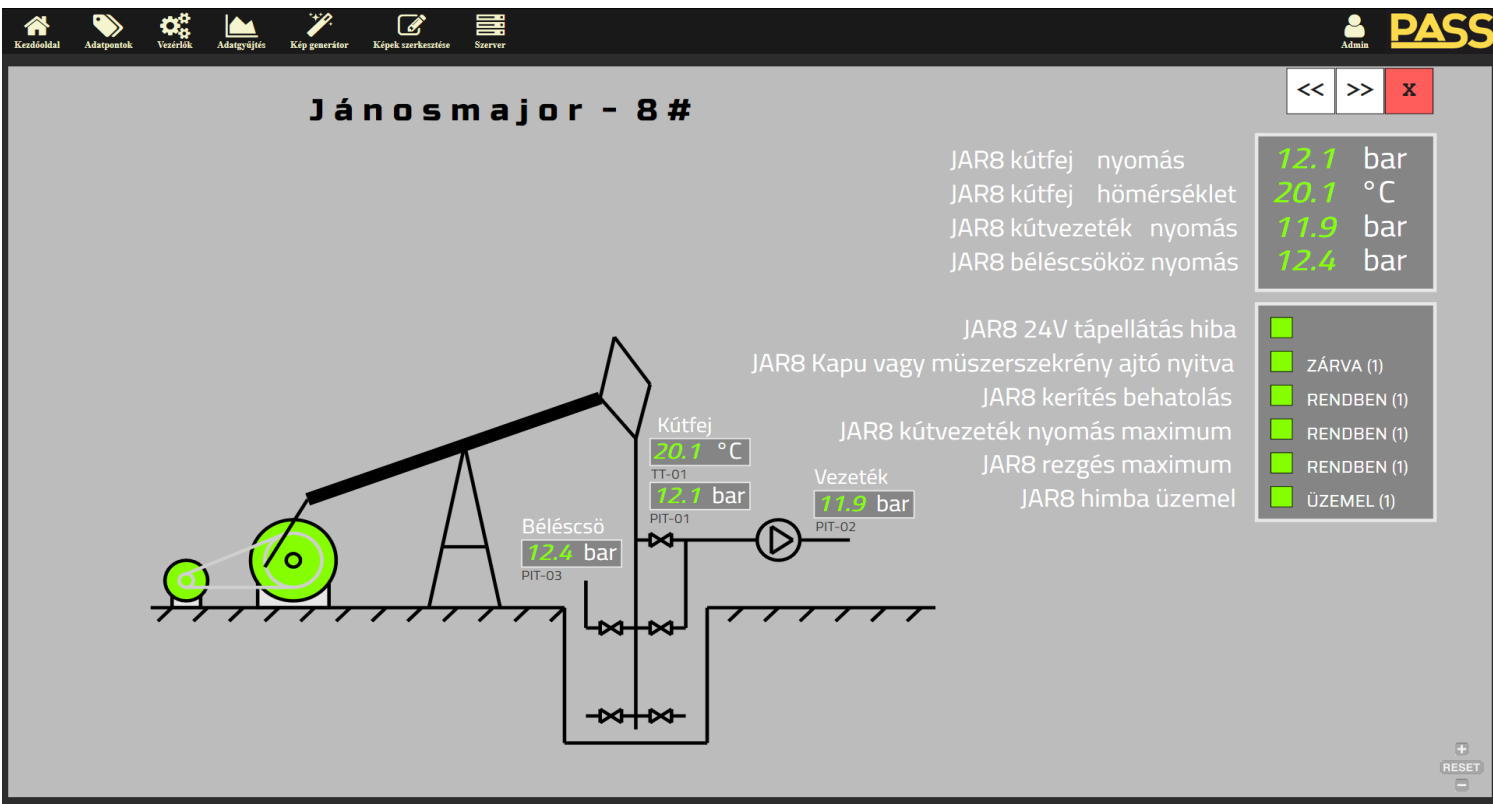 Kezdőoldal Adatpontok Vezérlők Adatgyűjtés Kép generátor Képek szerkesztése Szerver Admin PASS
Jánosmajor - 8#
<< >> X
JAR8 kútfej nyomás 12.1 bar
JAR8 kútfej hömérséklet 20.1 °C
JAR8 kútvezeték nyomás 11.9 bar
JAR8 béléscsököz nyomás 12.4 bar
JAR8 24V tápellátás hiba
JAR8 Kapu vagy müszerszekrény ajtó nyitva ZÁRVA (1)
JAR8 kerítés behatolás RENDBEN (1)
JAR8 kútvezeték nyomás maximum RENDBEN (1)
JAR8 rezgés maximum RENDBEN (1)
JAR8 himba üzemel ÜZEMEL (1)
Kútfej
20.1 °C
TT-01
12.1 bar
PIT-01
Vezeték
11.9 bar
PIT-02
Béléscsö
12.4 bar
PIT-03
+
RESET
−